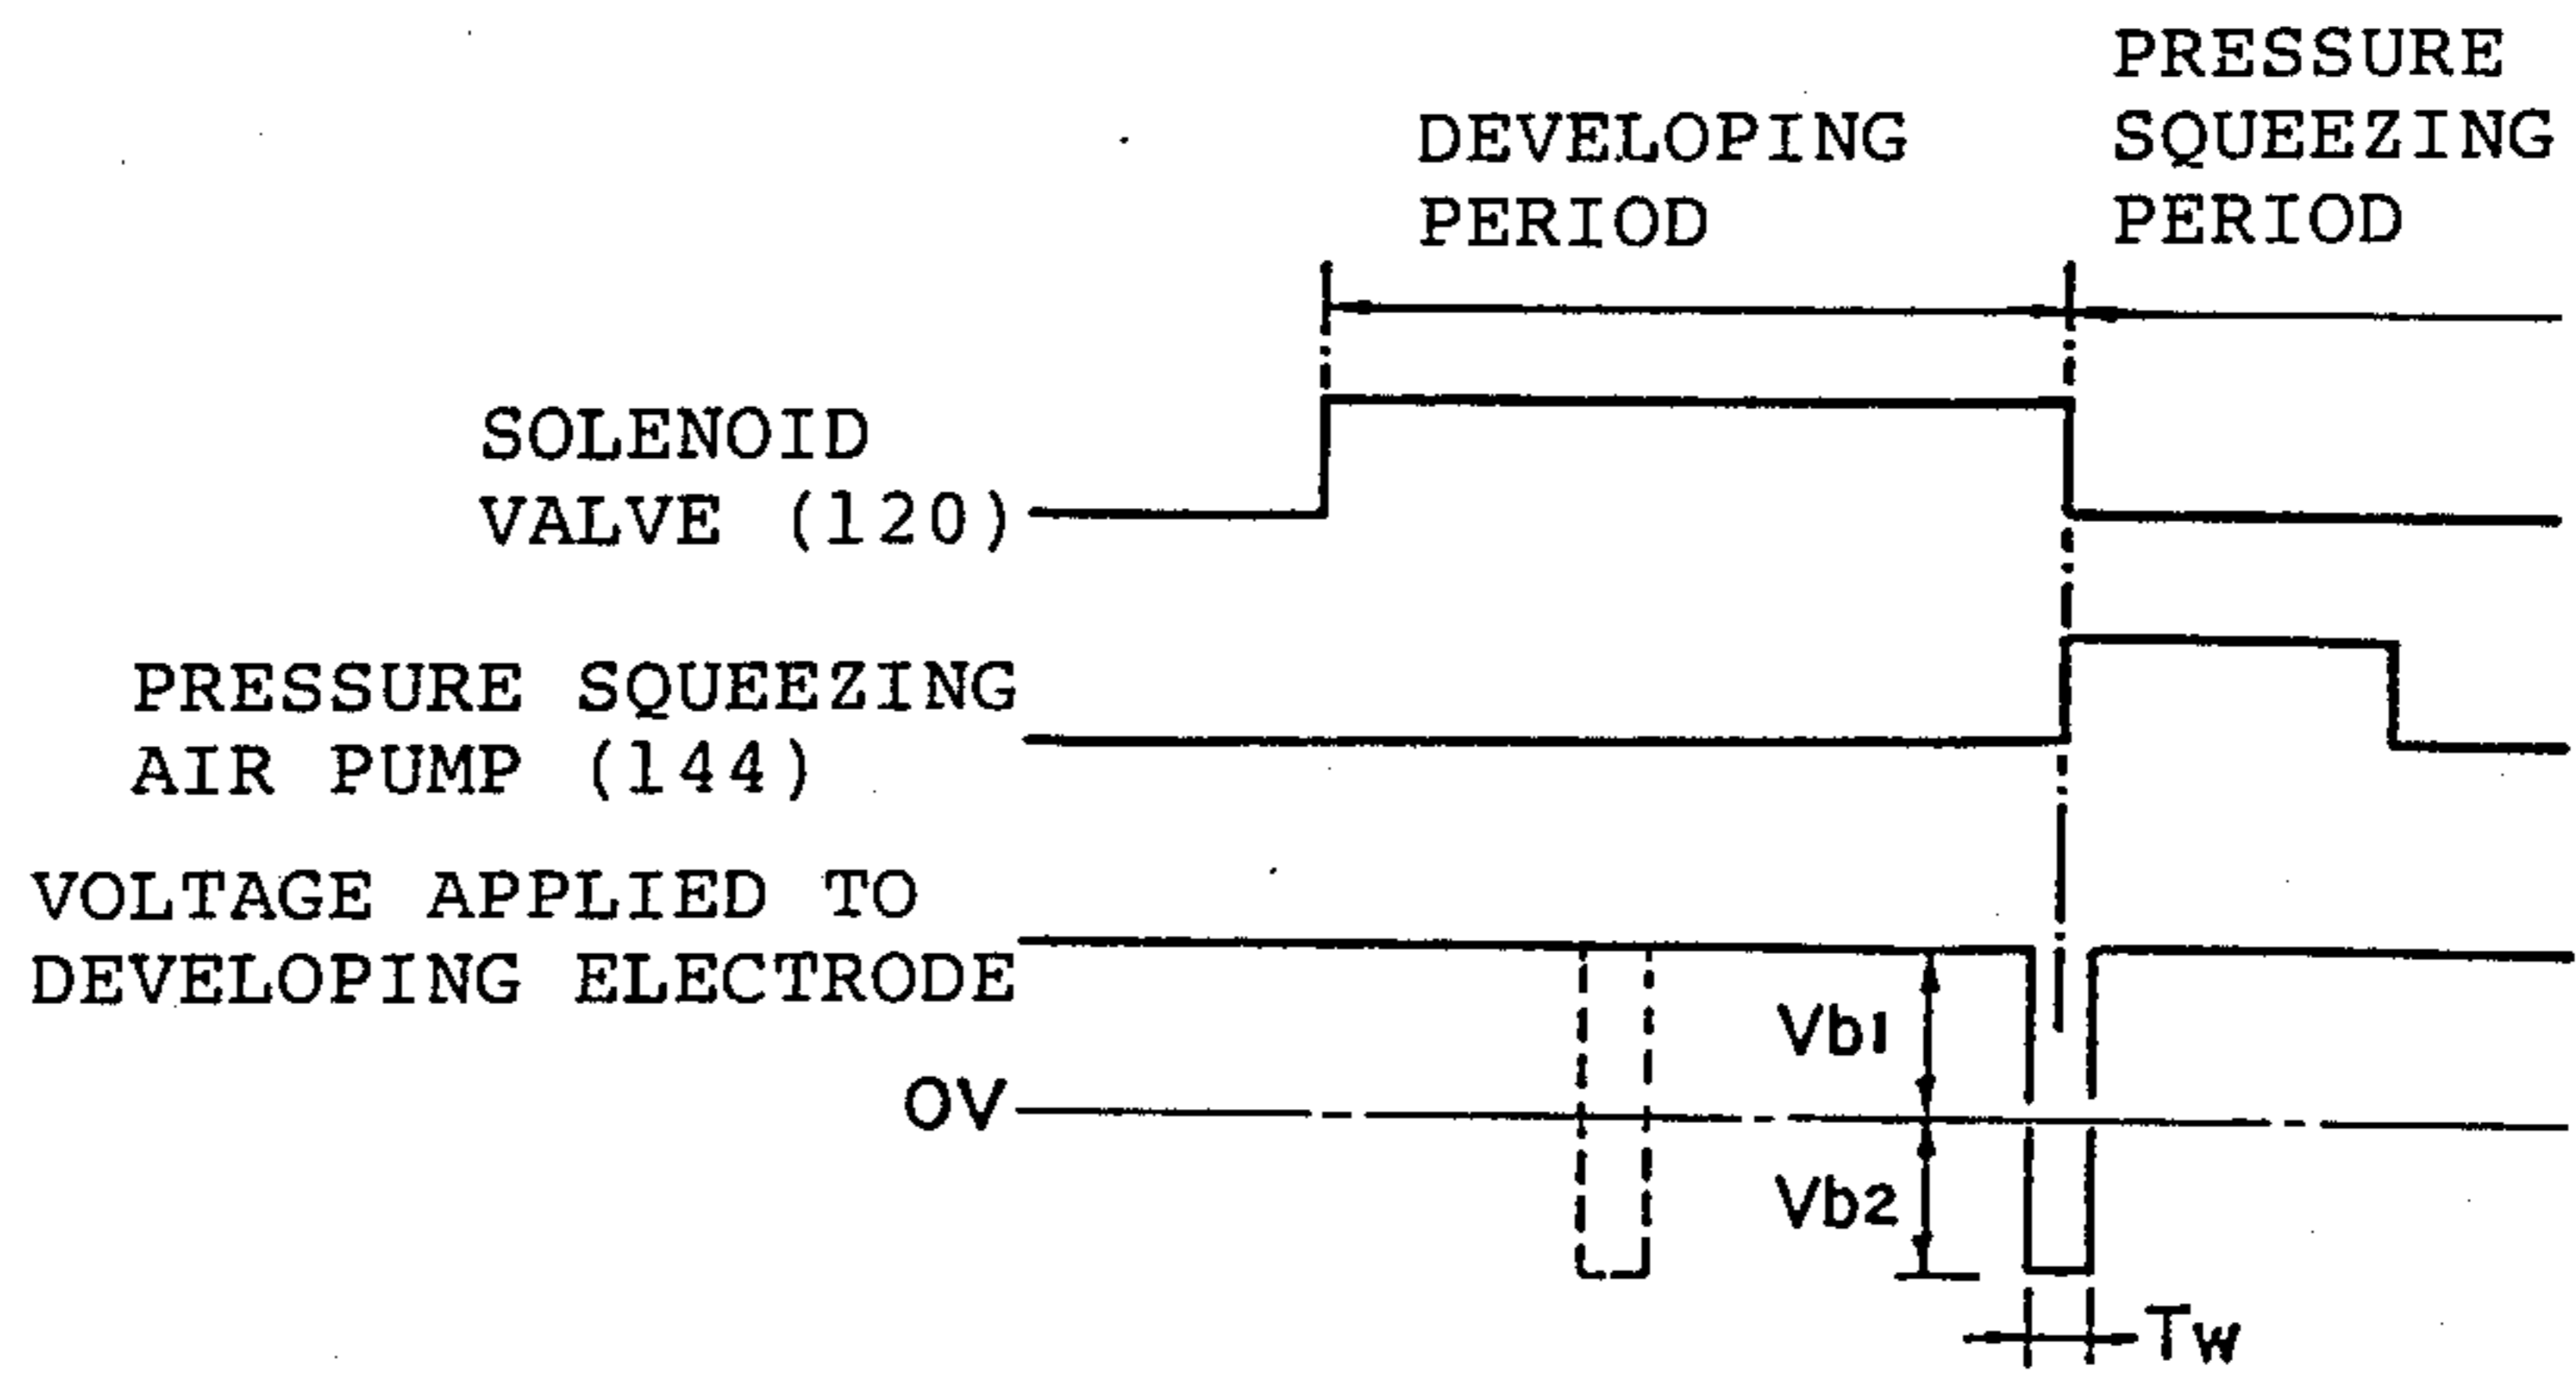 PRESSURE
SQUEEZING
PERIOD
DEVELOPING
PERIOD
SOLENOID
VALVE (120)
PRESSURE SQUEEZING
AIR PUMP (144)
VOLTAGE APPLIED TO
DEVELOPING ELECTRODE
Vb1
0V
Vb2
Tw